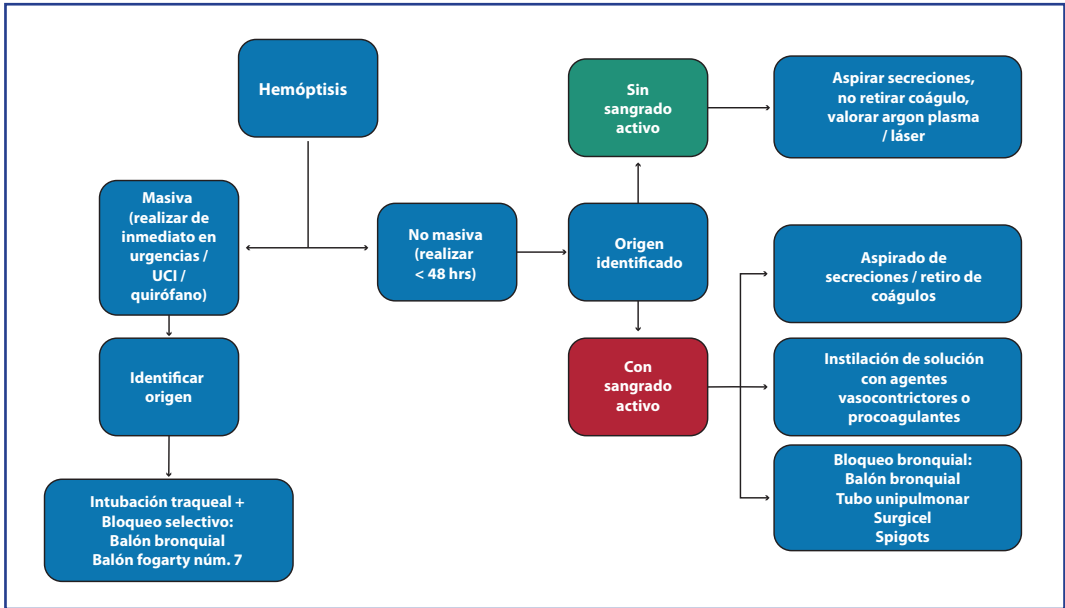 Hemóptisis
Masiva
(realizar de
inmediato en
urgencias /
UCI /
quirófano)
Identificar
origen
Intubación traqueal +
Bloqueo selectivo:
Balón bronquial
Balón fogarty núm. 7
No masiva
(realizar
< 48 hrs)
Origen
identificado
Sin
sangrado
activo
Aspirar secreciones,
no retirar coágulo,
valorar argon plasma
/ láser
Con
sangrado
activo
Aspirado de
secreciones / retiro de
coágulos
Instilación de solución
con agentes
vasocontrictores o
procoagulantes
Bloqueo bronquial:
Balón bronquial
Tubo unipulmonar
Surgicel
Spigots